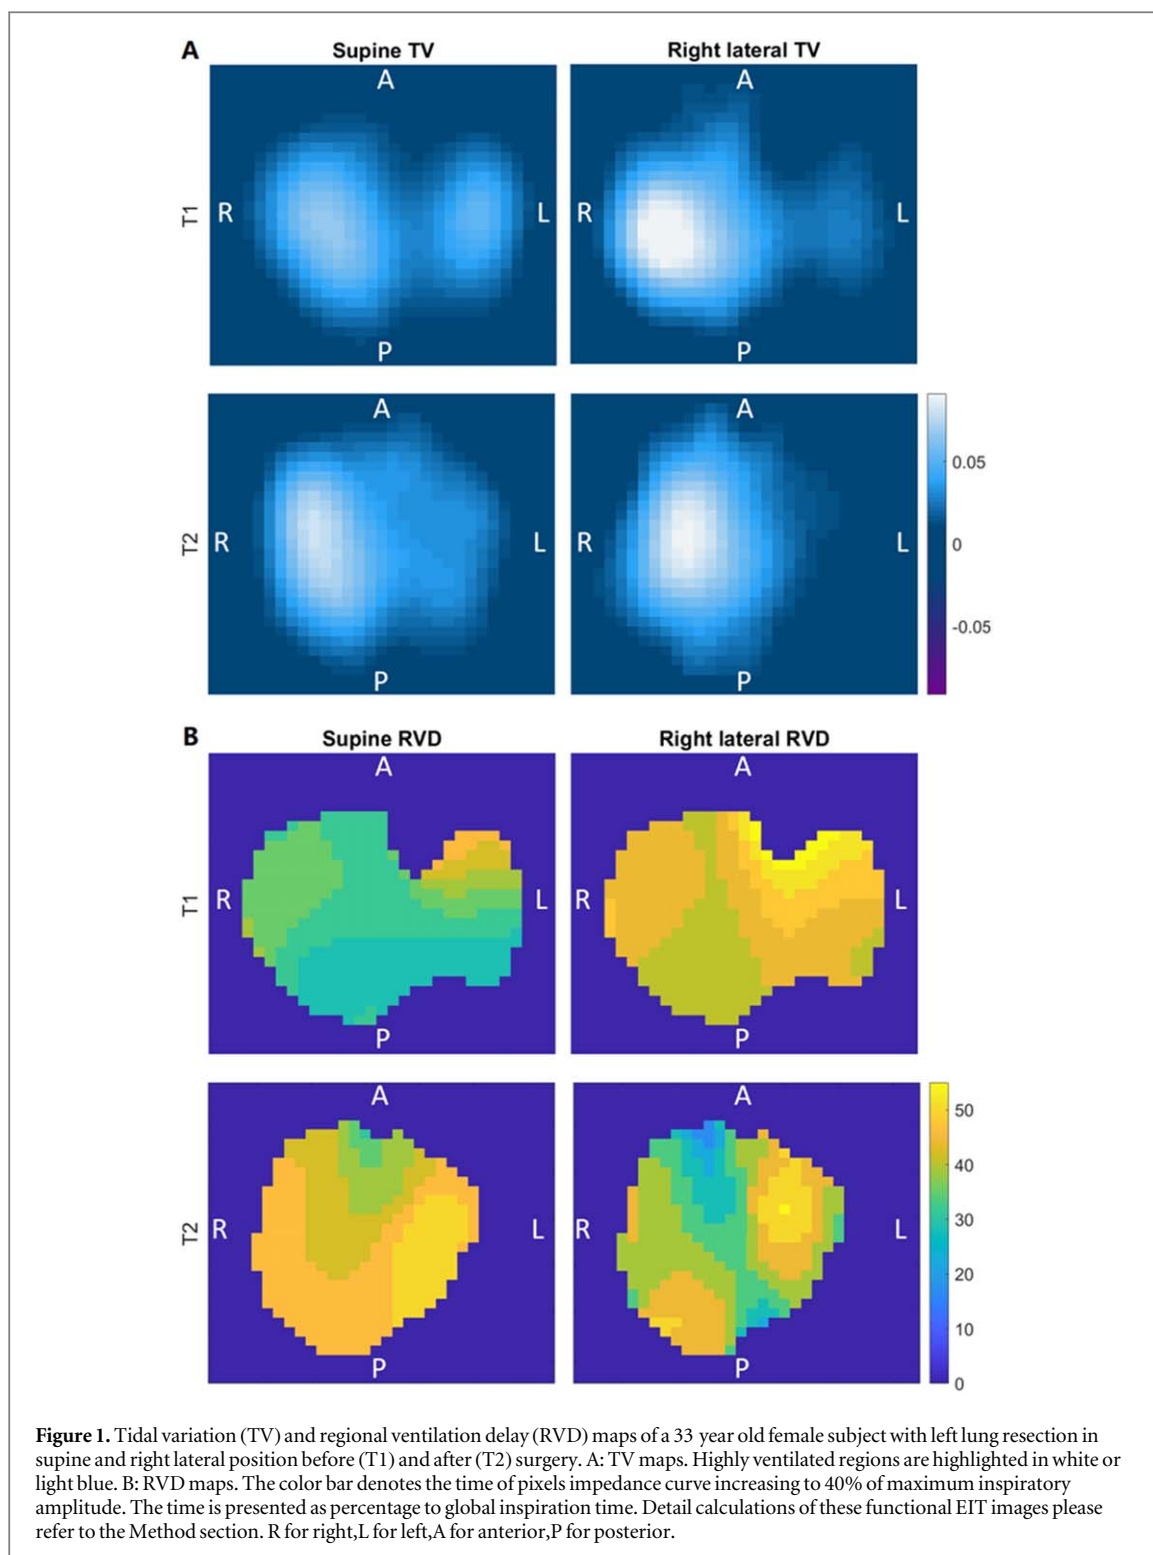 A
Supine TV
Right lateral TV
A
A
T1
R
L
R
L
P
P
A
A
0.05
T2
R
L
R
L
0
-0.05
P
P
B
Supine RVD
Right lateral RVD
A
A
T1
R
L
R
L
P
P
A
A
50
40
T2
R
L
R
L
30
20
10
P
P
0
Figure 1. Tidal variation (TV) and regional ventilation delay (RVD) maps of a 33 year old female subject with left lung resection in
supine and right lateral position before (T1) and after (T2) surgery. A: TV maps. Highly ventilated regions are highlighted in white or
light blue. B: RVD maps. The color bar denotes the time of pixels impedance curve increasing to 40% of maximum inspiratory
amplitude. The time is presented as percentage to global inspiration time. Detail calculations of these functional EIT images please
refer to the Method section. R for right,L for left,A for anterior,P for posterior.